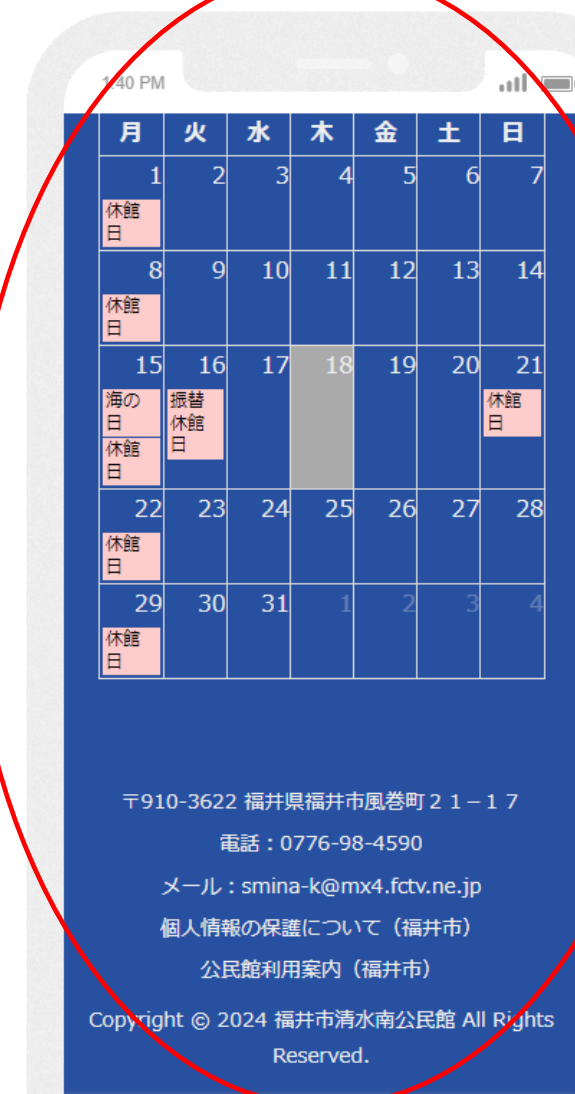 1:40 PM
月 火 水 木 金 土 日
1 2 3 4 5 6 7
休館
日
8 9 10 11 12 13 14
休館
日
15 16 17 18 19 20 21
海の 振替 休館
日 休館 日
休館 日
日
22 23 24 25 26 27 28
休館
日
29 30 31 1 2 3 4
休館
日
〒910-3622 福井県福井市風巻町２１−１７
電話：0776-98-4590
メール：smina-k@mx4.fctv.ne.jp
個人情報の保護について（福井市）
公民館利用案内（福井市）
Copyright © 2024 福井市清水南公民館 All Rights
Reserved.